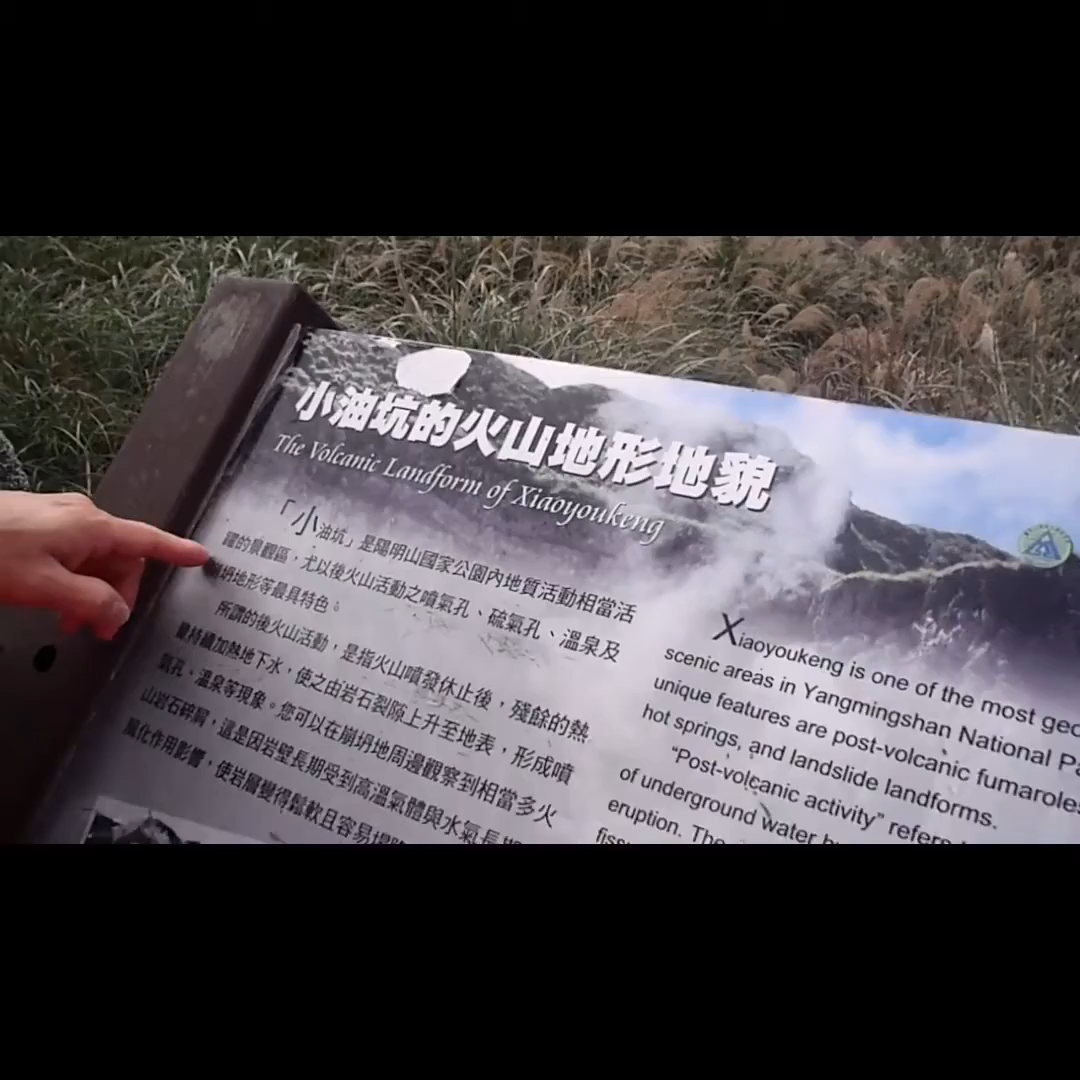 小油坑的火山地形地貌
The Volcanic Landform of Xiaoyoukeng
「小油坑」是陽明山國家公園內地質活動相當活
躍的景觀區，尤以後火山活動之噴氣孔、硫氣孔、溫泉及
崩坍地形等最具特色。
所謂的後火山活動，是指火山噴發休止後，殘餘的熱
量持續加熱地下水，使之由岩石裂隙上升至地表，形成噴
氣孔、溫泉等現象。您可以在崩坍地周邊觀察到相當多火
山岩石碎屑，這是因岩壁長期受到高溫氣體與水氣長期
風化作用影響，使岩層變得鬆軟且容易
Xiaoyoukeng is one of the most geo
scenic areas in Yangmingshan National Pa
unique features are post-volcanic fumaroles
hot springs, and landslide landforms.
"Post-volcanic activity" refers
of underground water
eruption. The
fiss